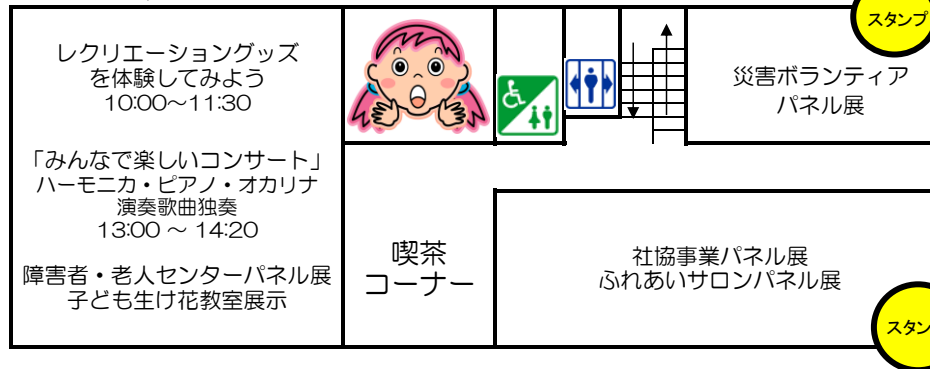 レクリエーショングッズ
を体験してみよう
10:00～11:30
「みんなで楽しいコンサート」
ハーモニカ・ピアノ・オカリナ
演奏歌曲独奏
13:00 ～ 14:20
障害者・老人センターパネル展
子ども生け花教室展示
喫茶
コーナー
スタンプ
災害ボランティア
パネル展
社協事業パネル展
ふれあいサロンパネル展
スタン